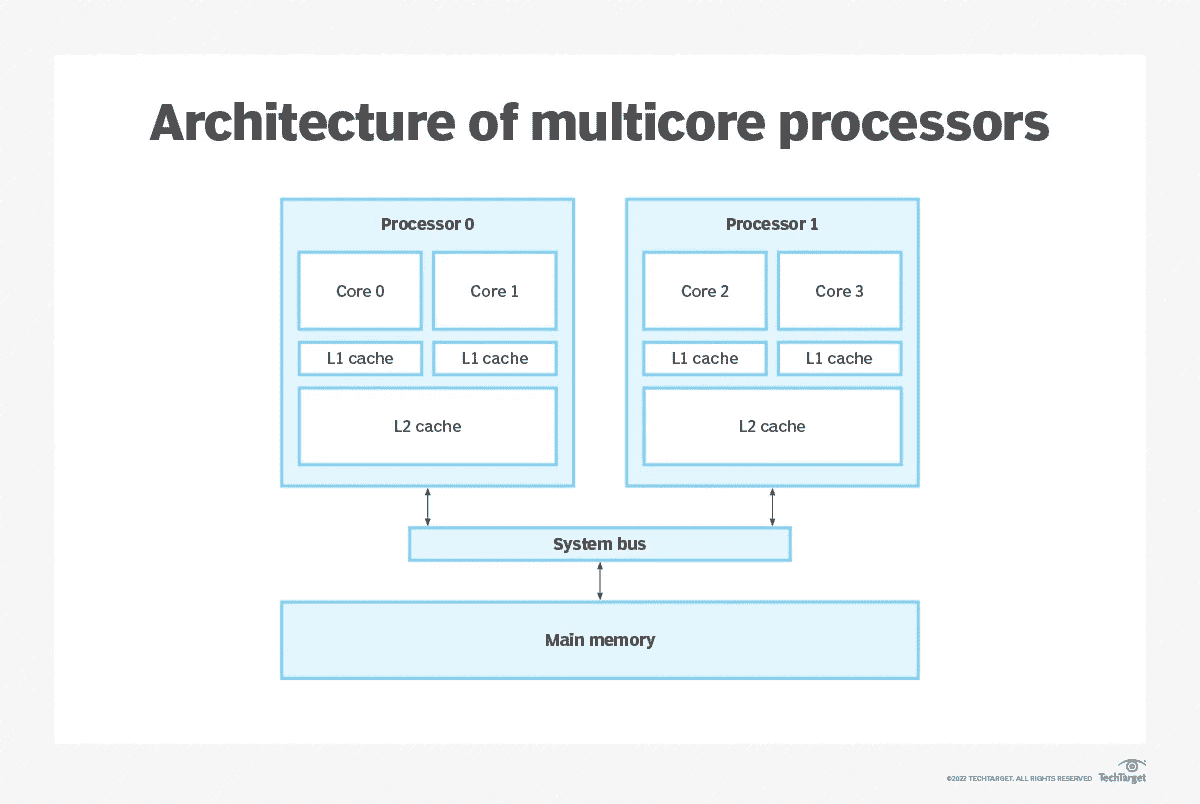 Architecture of multicore processors
Processor 0
Core 0
Core 1
L1 cache
L1 cache
L2 cache
Processor 1
Core 2
Core 3
L1 cache
L1 cache
L2 cache
System bus
Main memory
©2022 TECHTARGET. ALL RIGHTS RESERVED
TechTarget